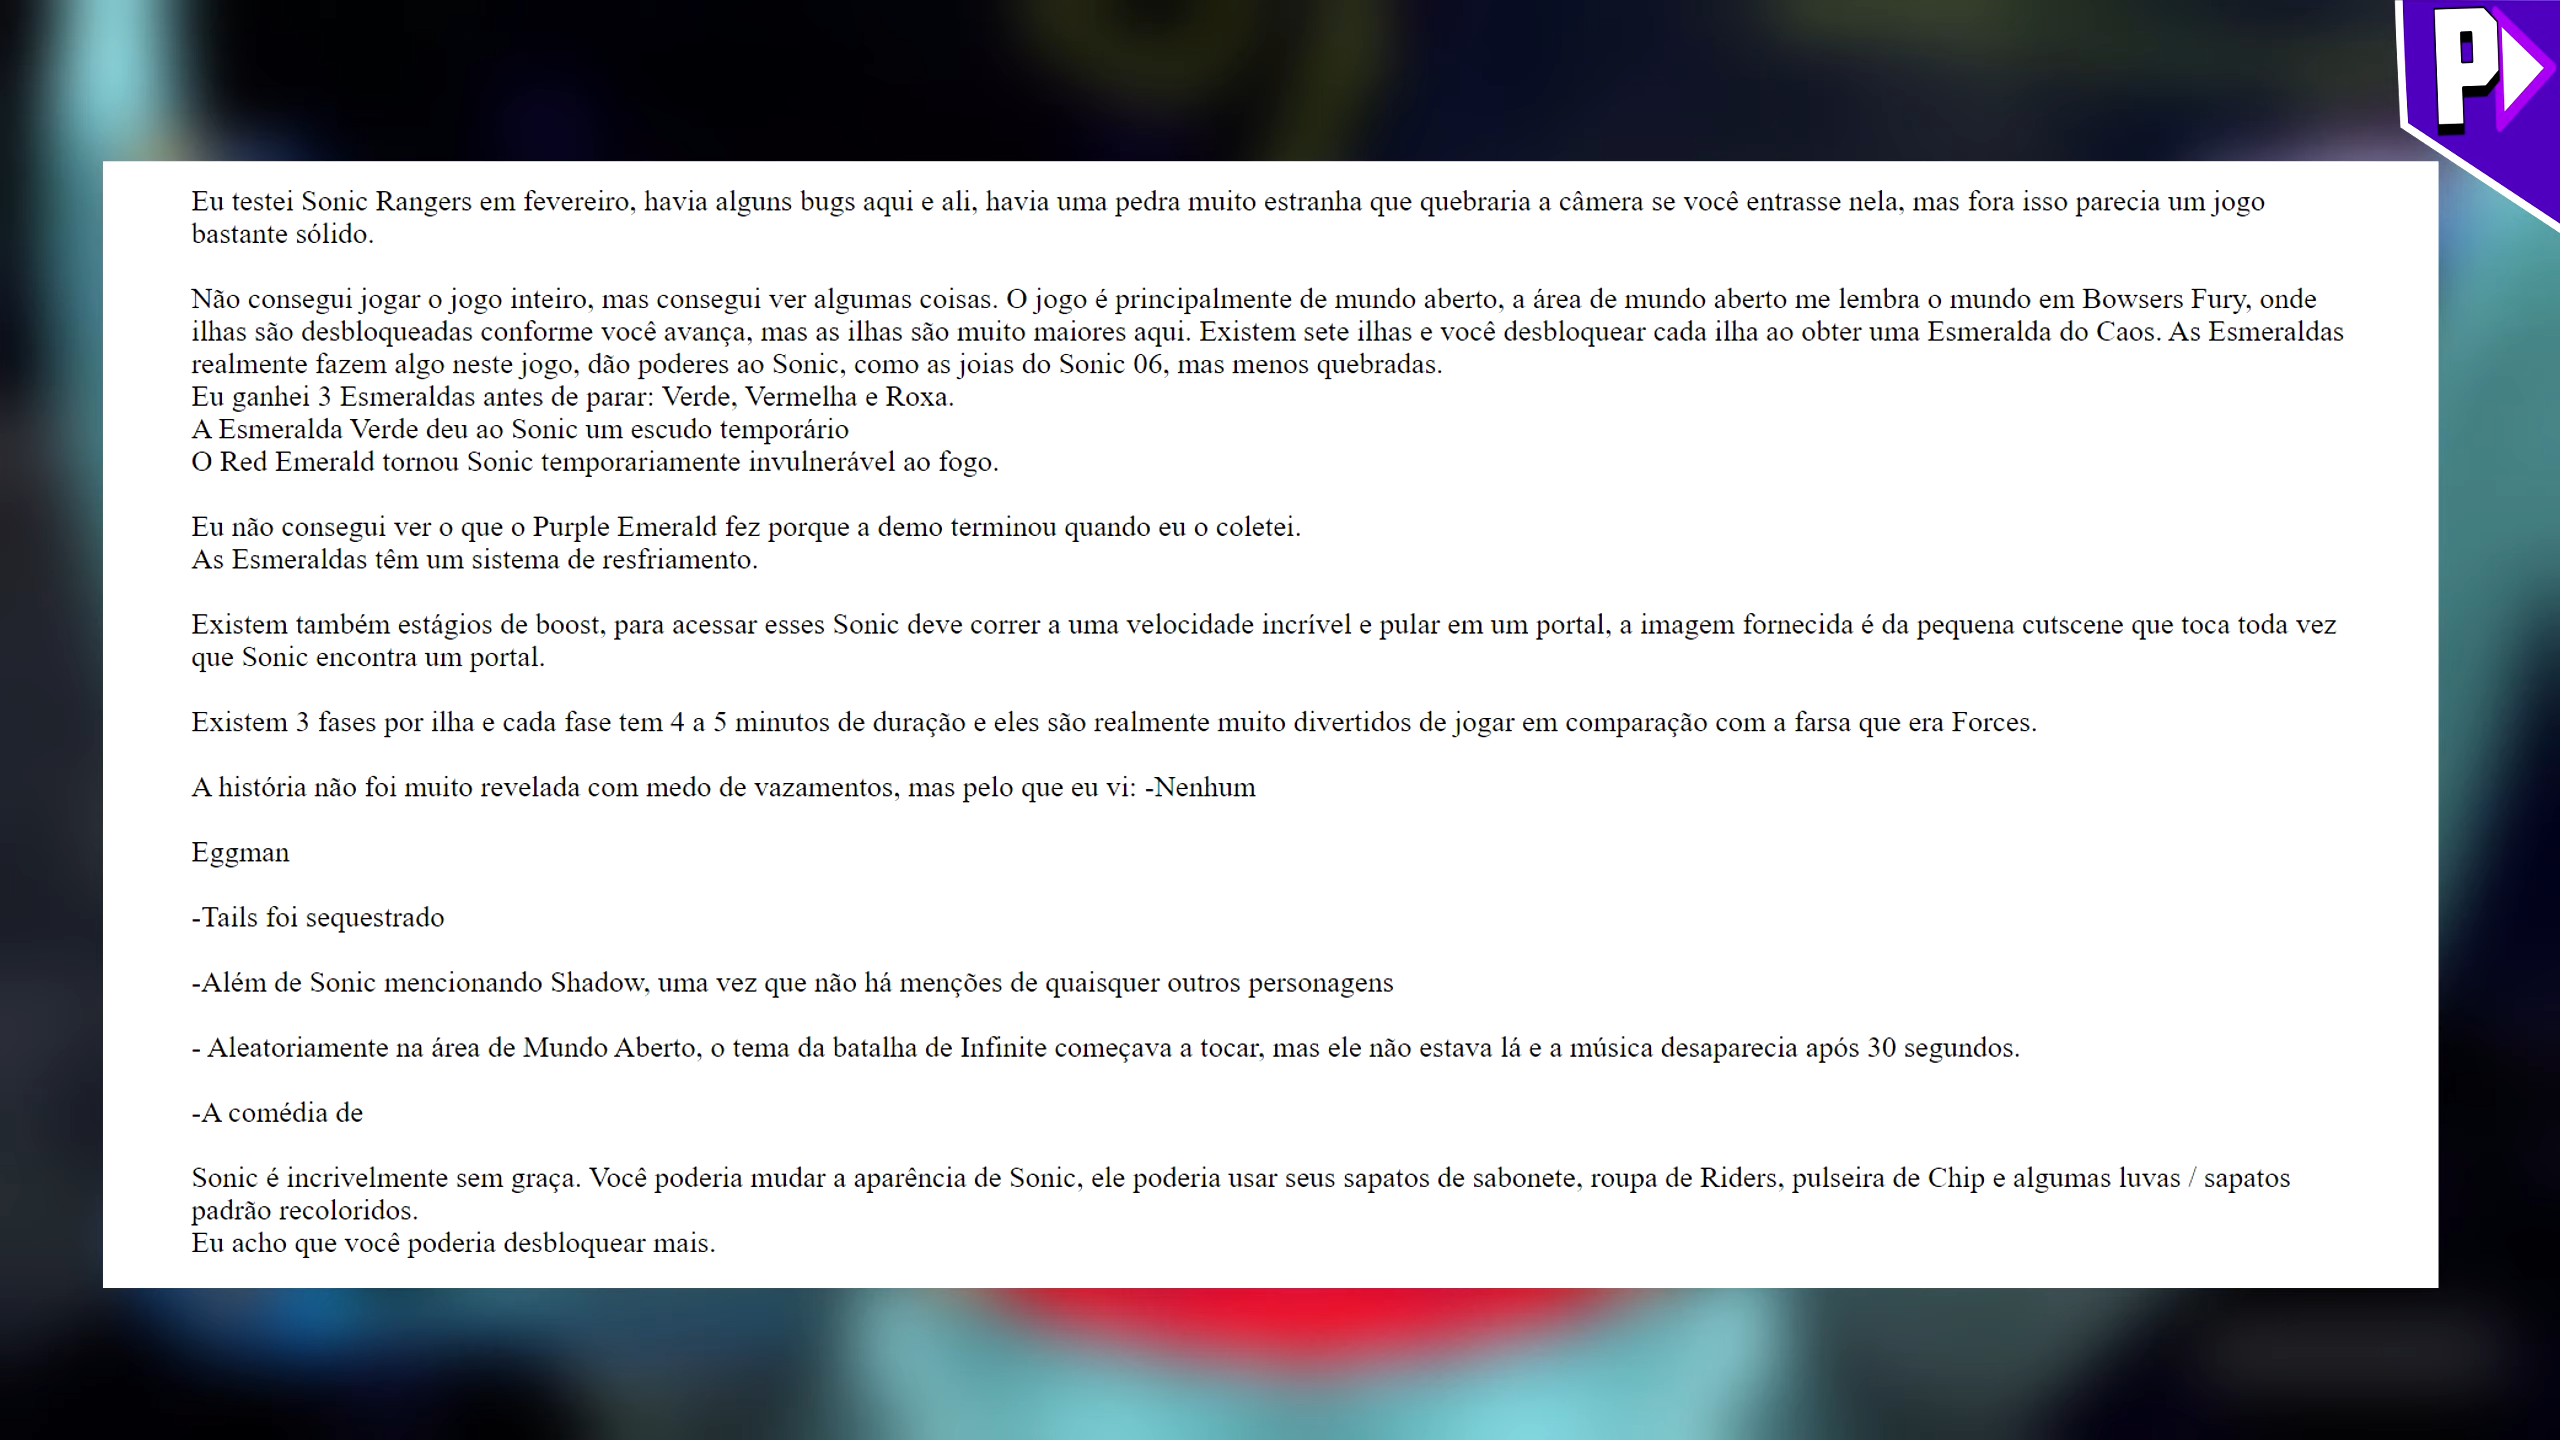 P
Eu testei Sonic Rangers em fevereiro, havia alguns bugs aqui e ali, havia uma pedra muito estranha que quebraria a câmera se você entrasse nela, mas fora isso parecia um jogo
bastante sólido.
Não consegui jogar o jogo inteiro, mas consegui ver algumas coisas. O jogo é principalmente de mundo aberto, a área de mundo aberto me lembra o mundo em Bowsers Fury, onde
ilhas são desbloqueadas conforme você avança, mas as ilhas são muito maiores aqui. Existem sete ilhas e você desbloquear cada ilha ao obter uma Esmeralda do Caos. As Esmeraldas
realmente fazem algo neste jogo, dão poderes ao Sonic, como as joias do Sonic 06, mas menos quebradas.
Eu ganhei 3 Esmeraldas antes de parar: Verde, Vermelha e Roxa.
A Esmeralda Verde deu ao Sonic um escudo temporário
O Red Emerald tornou Sonic temporariamente invulnerável ao fogo.
Eu não consegui ver o que o Purple Emerald fez porque a demo terminou quando eu o coletei.
As Esmeraldas têm um sistema de resfriamento.
Existem também estágios de boost, para acessar esses Sonic deve correr a uma velocidade incrível e pular em um portal, a imagem fornecida é da pequena cutscene que toca toda vez
que Sonic encontra um portal.
Existem 3 fases por ilha e cada fase tem 4 a 5 minutos de duração e eles são realmente muito divertidos de jogar em comparação com a farsa que era Forces.
A história não foi muito revelada com medo de vazamentos, mas pelo que eu vi: -Nenhum
Eggman
-Tails foi sequestrado
-Além de Sonic mencionando Shadow, uma vez que não há menções de quaisquer outros personagens
- Aleatoriamente na área de Mundo Aberto, o tema da batalha de Infinite começava a tocar, mas ele não estava lá e a música desaparecia após 30 segundos.
-A comédia de
Sonic é incrivelmente sem graça. Você poderia mudar a aparência de Sonic, ele poderia usar seus sapatos de sabonete, roupa de Riders, pulseira de Chip e algumas luvas / sapatos
padrão recoloridos.
Eu acho que você poderia desbloquear mais.